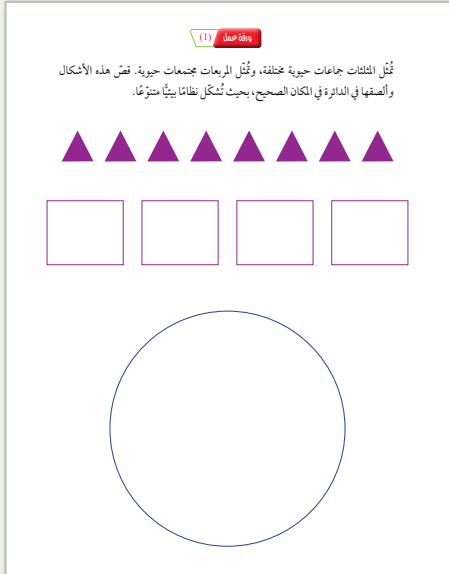 ورقة عمل (1)
تُمثّل المثلثات جماعات حيوية مختلفة، وتُمثّل المربعات مجتمعات حيوية. قصّ هذه الأشكال
وألصقها في الدائرة في المكان الصحيح، بحيث تُشكّل نظامًا بيئيًّا متنوّعًا.